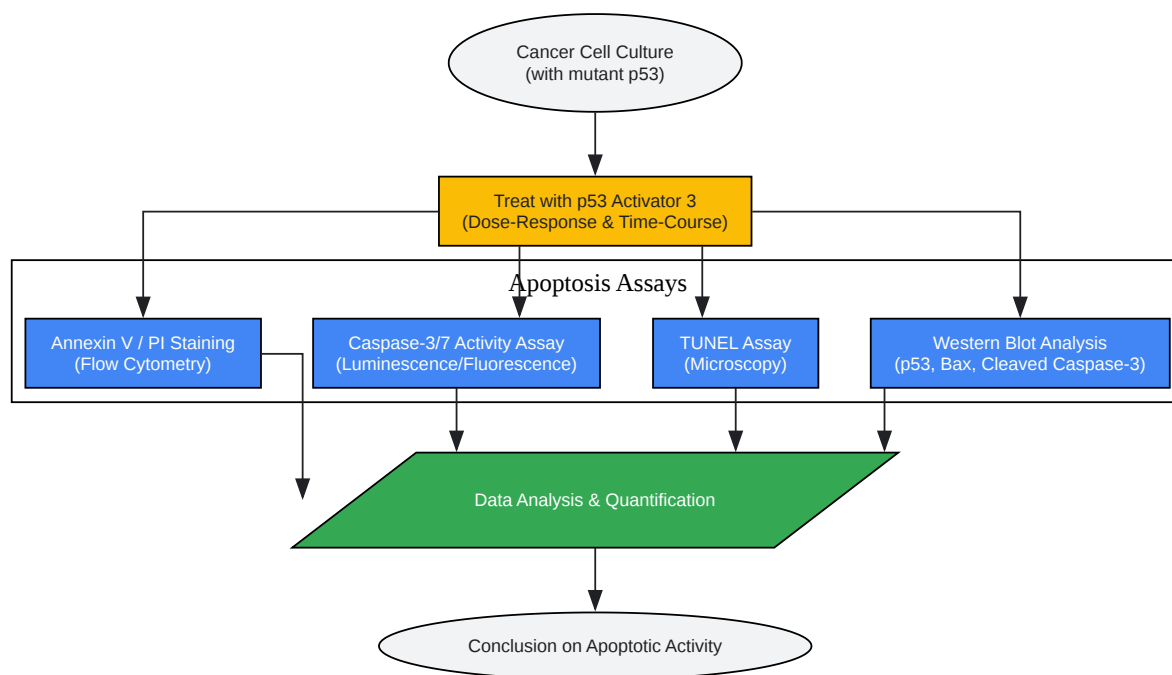 Cancer Cell Culture
(with mutant p53)
Treat with p53 Activator 3
(Dose-Response & Time-Course)
Apoptosis Assays
Annexin V / PI Staining
(Flow Cytometry)
Caspase-3/7 Activity Assay
(Luminescence/Fluorescence)
TUNEL Assay
(Microscopy)
Western Blot Analysis
(p53, Bax, Cleaved Caspase-3)
Data Analysis & Quantification
Conclusion on Apoptotic Activity